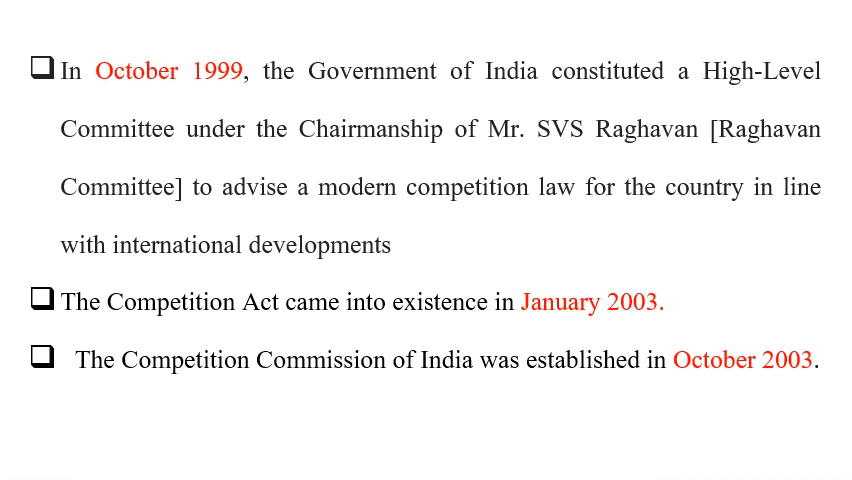 In October 1999, the Government of India constituted a High-Level
Committee under the Chairmanship of Mr. SVS Raghavan [Raghavan
Committee] to advise a modern competition law for the country in line
with international developments
The Competition Act came into existence in January 2003.
The Competition Commission of India was established in October 2003.